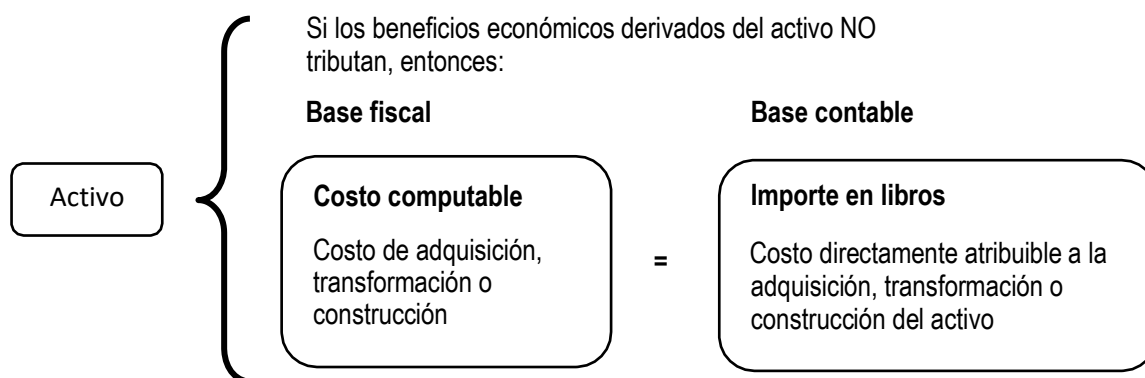 Si los beneficios económicos derivados del activo NO
tributan, entonces:
Base fiscal
Base contable
Activo
Costo computable
Costo de adquisición,
transformación o
construcción
=
Importe en libros
Costo directamente atribuible a la
adquisición, transformación o
construcción del activo